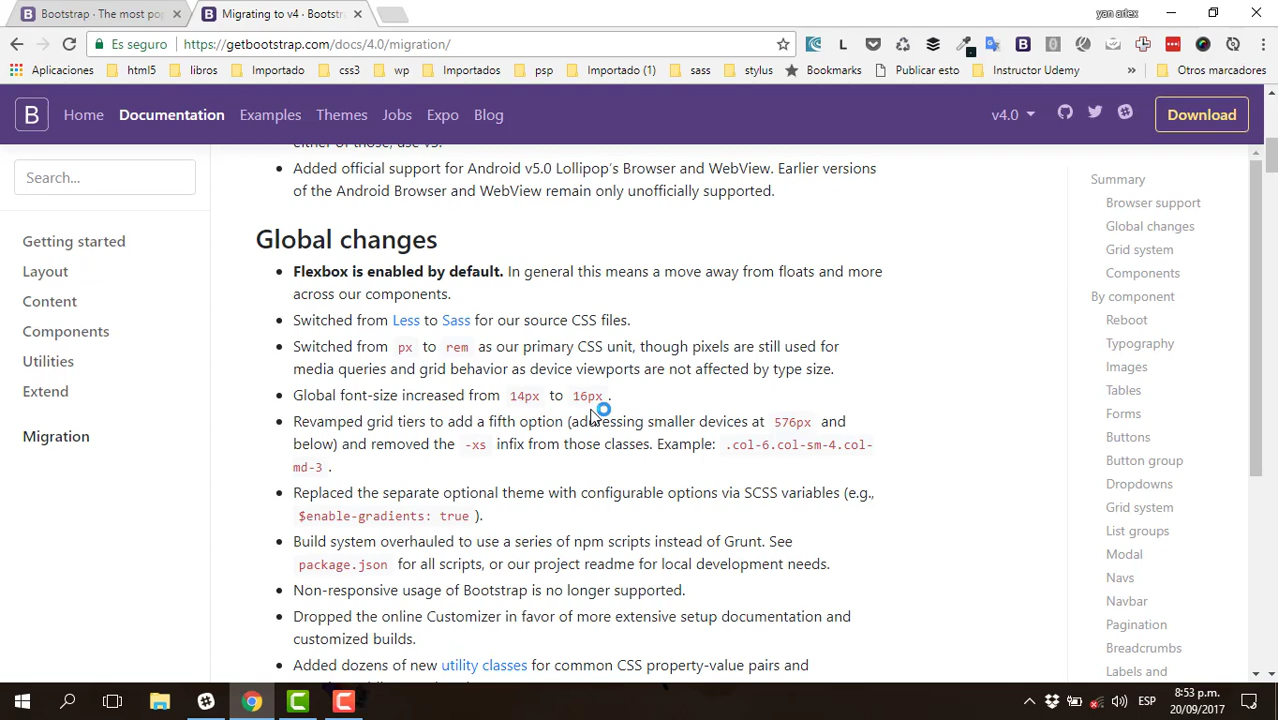 Bootstrap - The most po
Migrating to v4 · Bootst
yan artex
Es seguro
https://getbootstrap.com/docs/4.0/migration/
Aplicaciones html5 libros Importado css3 wp Importados psp Importado (1) sass stylus Bookmarks Publicar esto Instructor Udemy » Otros marcadores
B Home Documentation Examples Themes Jobs Expo Blog v4.0 Download
Search...
Getting started
Layout
Content
Components
Utilities
Extend
Migration
either of those, use v3.
Added official support for Android v5.0 Lollipop's Browser and WebView. Earlier versions
of the Android Browser and WebView remain only unofficially supported.
Global changes
Flexbox is enabled by default. In general this means a move away from floats and more
across our components.
Switched from Less to Sass for our source CSS files.
Switched from px to rem as our primary CSS unit, though pixels are still used for
media queries and grid behavior as device viewports are not affected by type size.
Global font-size increased from 14px to 16px.
Revamped grid tiers to add a fifth option (addressing smaller devices at 576px and
below) and removed the -xs infix from those classes. Example: .col-6.col-sm-4.col-
md-3.
Replaced the separate optional theme with configurable options via SCSS variables (e.g.,
$enable-gradients: true).
Build system overhauled to use a series of npm scripts instead of Grunt. See
package.json for all scripts, or our project readme for local development needs.
Non-responsive usage of Bootstrap is no longer supported.
Dropped the online Customizer in favor of more extensive setup documentation and
customized builds.
Added dozens of new utility classes for common CSS property-value pairs and
Summary
Browser support
Global changes
Grid system
Components
By component
Reboot
Typography
Images
Tables
Forms
Buttons
Button group
Dropdowns
Grid system
List groups
Modal
Navs
Navbar
Pagination
Breadcrumbs
Labels and
ESP
8:53 p.m.
20/09/2017